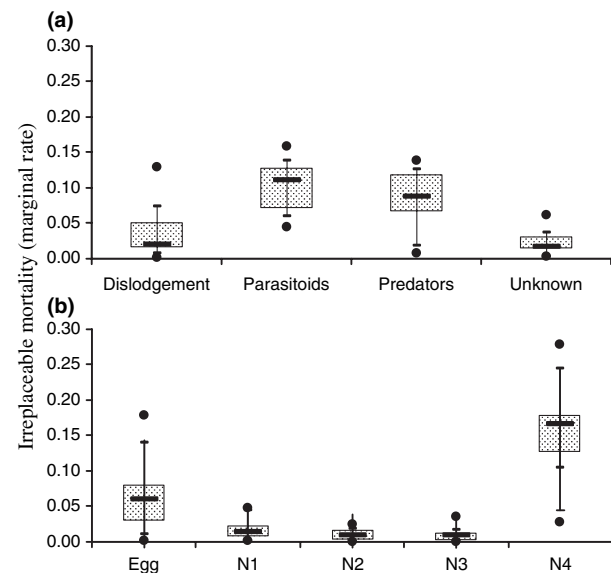 (a)
0.30
0.25
0.20
0.15
0.10
0.05
0.00
Dislodgement Parasitoids Predators Unknown
Irreplaceable mortality (marginal rate)
(b)
0.30
0.25
0.20
0.15
0.10
0.05
0.00
Egg N1 N2 N3 N4